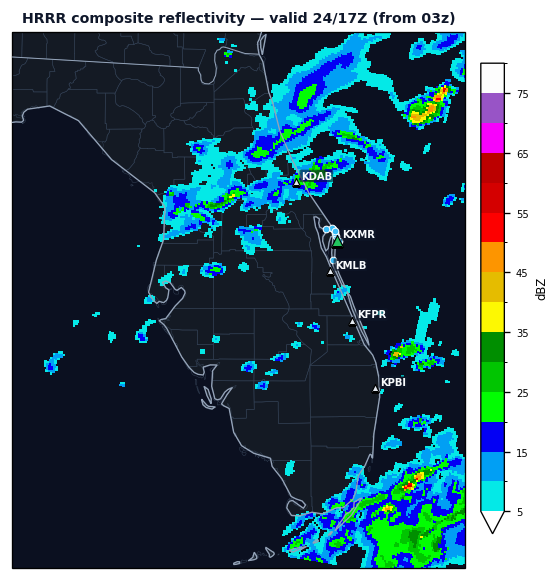 HRRR composite reflectivity — valid 24/17Z (from 03z)
KDAB
KXMR
KMLB
KFPR
KPBI
75
65
55
45
35
25
15
5
dBZ